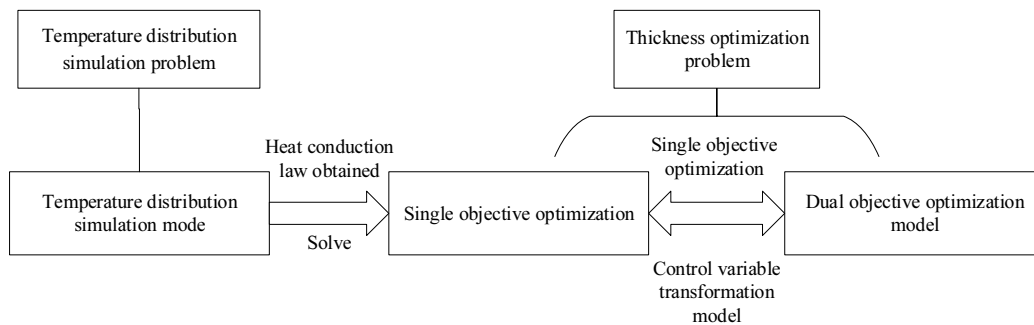 Temperature distribution
simulation problem
Thickness optimization
problem
Heat conduction
law obtained
Single objective
optimization
Temperature distribution
simulation mode
Single objective optimization
Dual objective optimization
model
Solve
Control variable
transformation
model